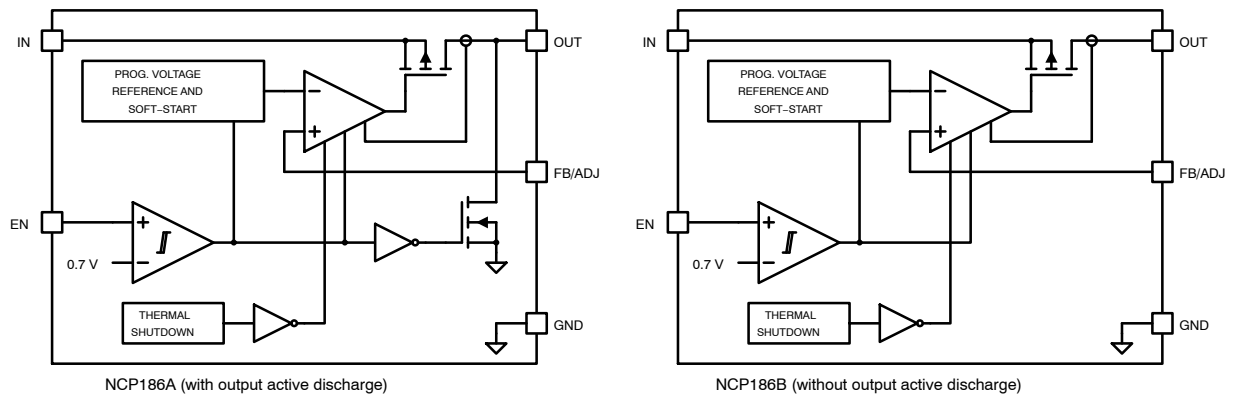 IN
OUT
PROG. VOLTAGE
REFERENCE AND
SOFT−START
−
+
FB/ADJ
EN
+
0.7 V
−
THERMAL
SHUTDOWN
GND
NCP186A (with output active discharge)
IN
OUT
PROG. VOLTAGE
REFERENCE AND
SOFT−START
−
+
FB/ADJ
EN
+
0.7 V
−
THERMAL
SHUTDOWN
GND
NCP186B (without output active discharge)